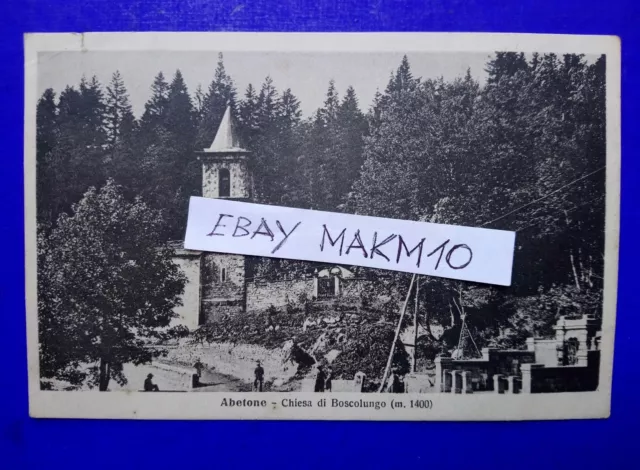 EBAY MAKM10
Abetone - Chiesa di Boscolungo (m. 1400)